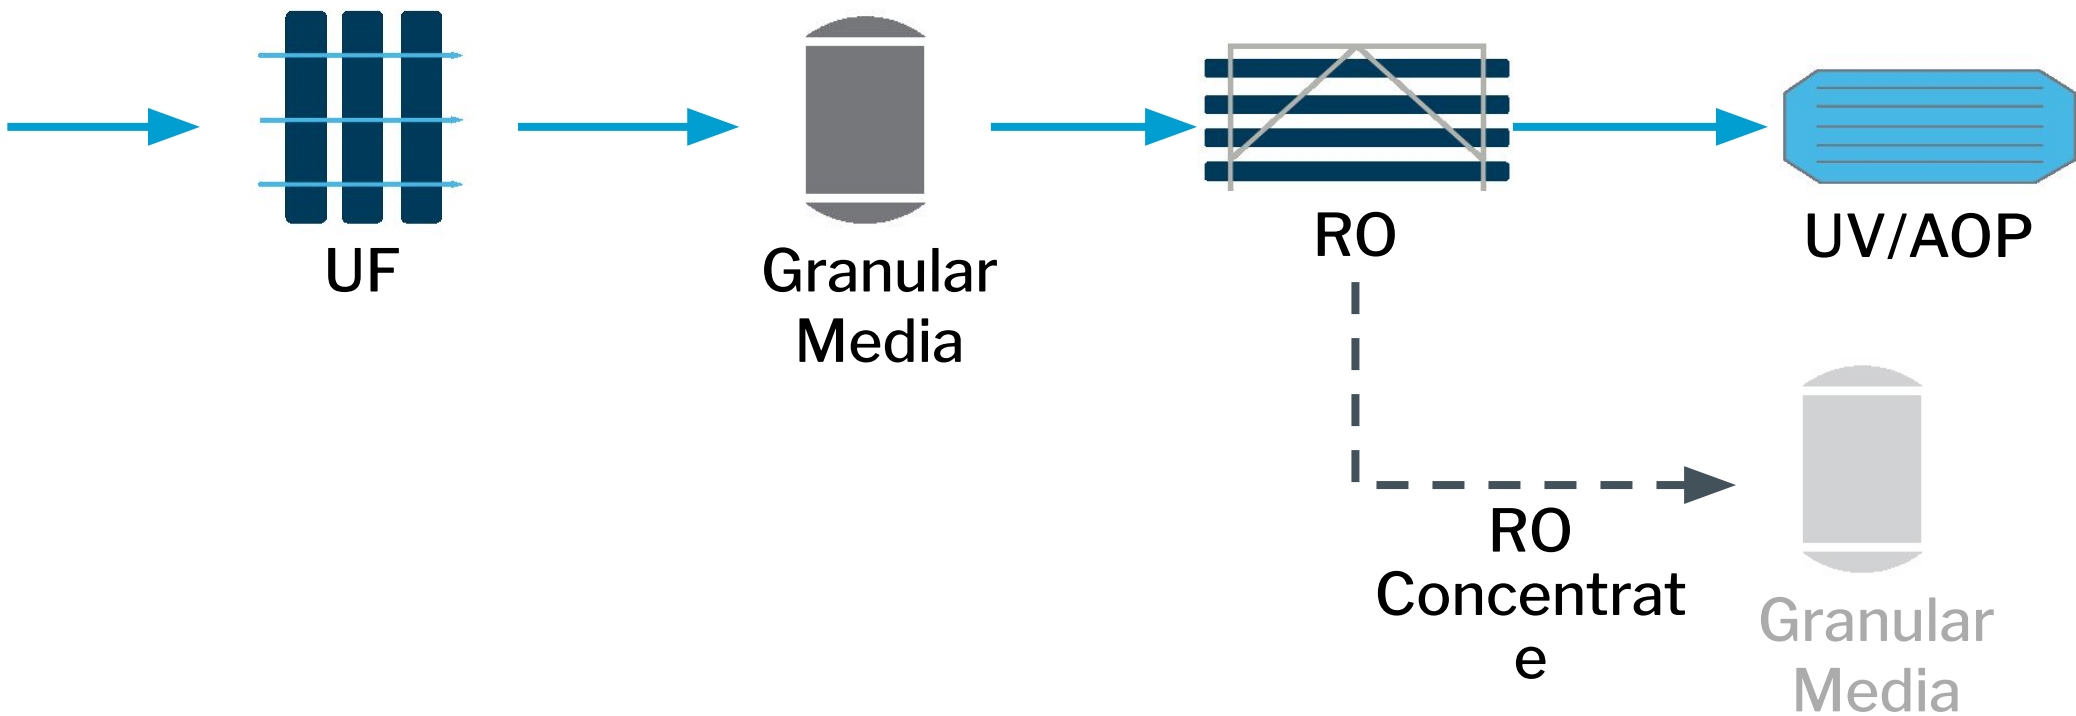 UF
Granular
Media
RO
UV/AOP
RO
Concentrat
e
Granular
Media